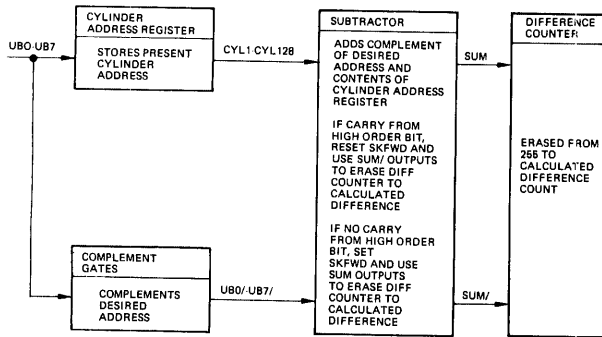 UB0-UB7
CYLINDER
ADDRESS REGISTER
STORES PRESENT
CYLINDER
ADDRESS
CYL1-CYL128
COMPLEMENT
GATES
COMPLEMENTS
DESIRED
ADDRESS
UB0/-UB7/
SUBTRACTOR
ADDS COMPLEMENT
OF DESIRED
ADDRESS AND
CONTENTS OF
CYLINDER ADDRESS
REGISTER
IF CARRY FROM
HIGH ORDER BIT,
RESET SKFWD AND
USE SUM/ OUTPUTS
TO ERASE DIFF
COUNTER TO
CALCULATED
DIFFERENCE
IF NO CARRY
FROM HIGH ORDER
BIT, SET
SKFWD AND USE
SUM OUTPUTS
TO ERASE DIFF
COUNTER TO
CALCULATED
DIFFERENCE
SUM
SUM/
DIFFERENCE
COUNTER
ERASED FROM
255 TO
CALCULATED
DIFFERENCE
COUNT